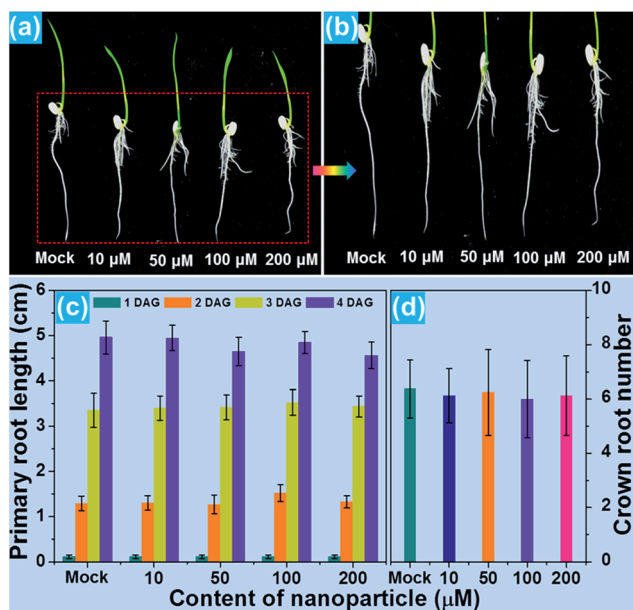 (a)
(b)
Mock 10 μM 50 μM 100 μM 200 μM
Mock 10 μM 50 μM 100 μM 200 μM
(c)
(d)
1 DAG 2 DAG 3 DAG 4 DAG
Primary root length (cm)
6
5
4
3
2
1
0
Mock 10 50 100 200
Crown root number
10
8
6
4
2
0
Mock 10 50 100 200
Content of nanoparticle (μM)